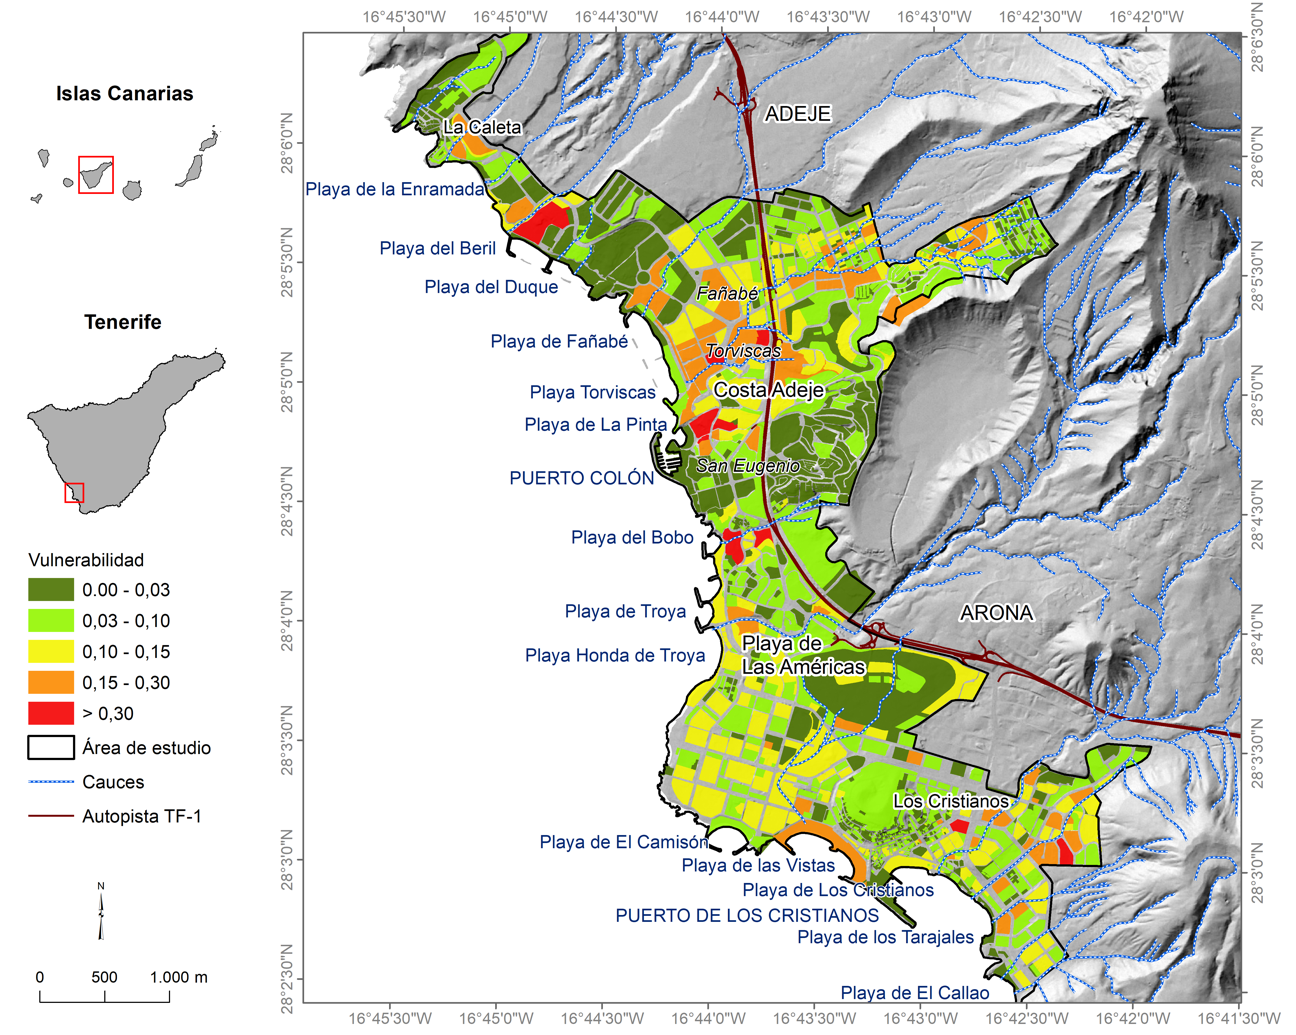 16°45'30"W 16°45'0"W 16°44'30"W 16°44'0"W 16°43'30"W 16°43'0"W 16°42'30"W 16°42'0"W
Islas Canarias
Tenerife
Vulnerabilidad
0.00 - 0,03
0,03 - 0,10
0,10 - 0,15
0,15 - 0,30
> 0,30
Área de estudio
Cauces
Autopista TF-1
N
0 500 1.000 m
28°6'0"N
28°5'30"N
28°5'0"N
28°4'30"N
28°4'0"N
28°3'30"N
28°3'0"N
28°2'30"N
ADEJE
La Caleta
Playa de la Enramada
Playa del Beril
Playa del Duque
Fañabé
Playa de Fañabé
Torviscas
Costa Adeje
Playa Torviscas
Playa de La Pinta
San Eugenio
PUERTO COLÓN
Playa del Bobo
Playa de Troya
ARONA
Playa de
Las Américas
Playa Honda de Troya
Los Cristianos
Playa de El Camisón
Playa de las Vistas
Playa de Los Cristianos
PUERTO DE LOS CRISTIANOS
Playa de los Tarajales
Playa de El Callao
28°6'30"N
28°6'0"N
28°5'30"N
28°5'0"N
28°4'30"N
28°4'0"N
28°3'30"N
28°3'0"N
16°45'30"W 16°45'0"W 16°44'30"W 16°44'0"W 16°43'30"W 16°43'0"W 16°42'30"W 16°42'0"W 16°41'30"W